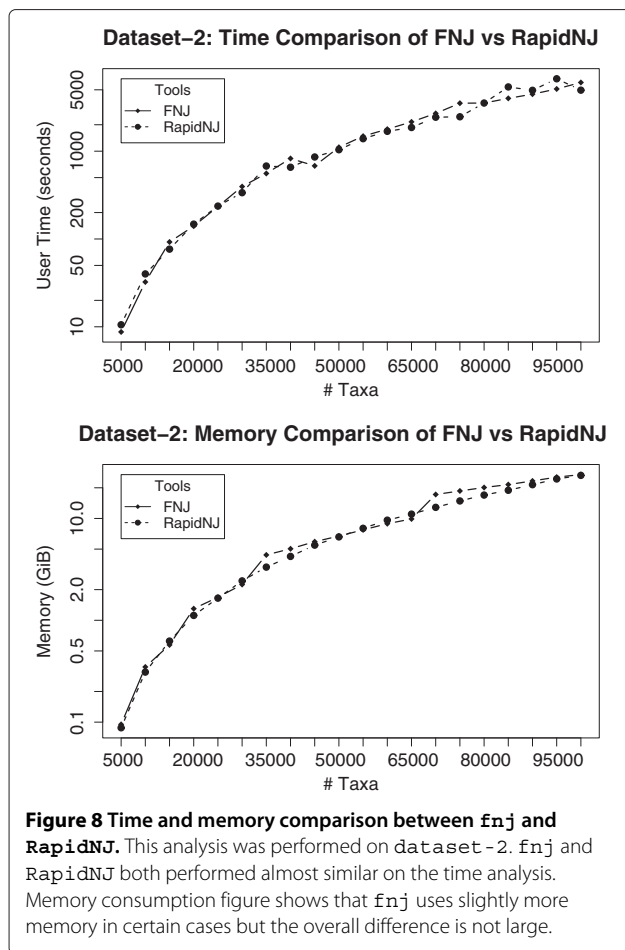 Dataset−2: Time Comparison of FNJ vs RapidNJ
Tools
FNJ
RapidNJ
User Time (seconds)
5000
1000
200
50
10
5000 20000 35000 50000 65000 80000 95000
# Taxa
Dataset−2: Memory Comparison of FNJ vs RapidNJ
Tools
FNJ
RapidNJ
Memory (GiB)
10.0
2.0
0.5
0.1
5000 20000 35000 50000 65000 80000 95000
# Taxa
Figure 8 Time and memory comparison between fnj and
RapidNJ. This analysis was performed on dataset-2. fnj and
RapidNJ both performed almost similar on the time analysis.
Memory consumption figure shows that fnj uses slightly more
memory in certain cases but the overall difference is not large.